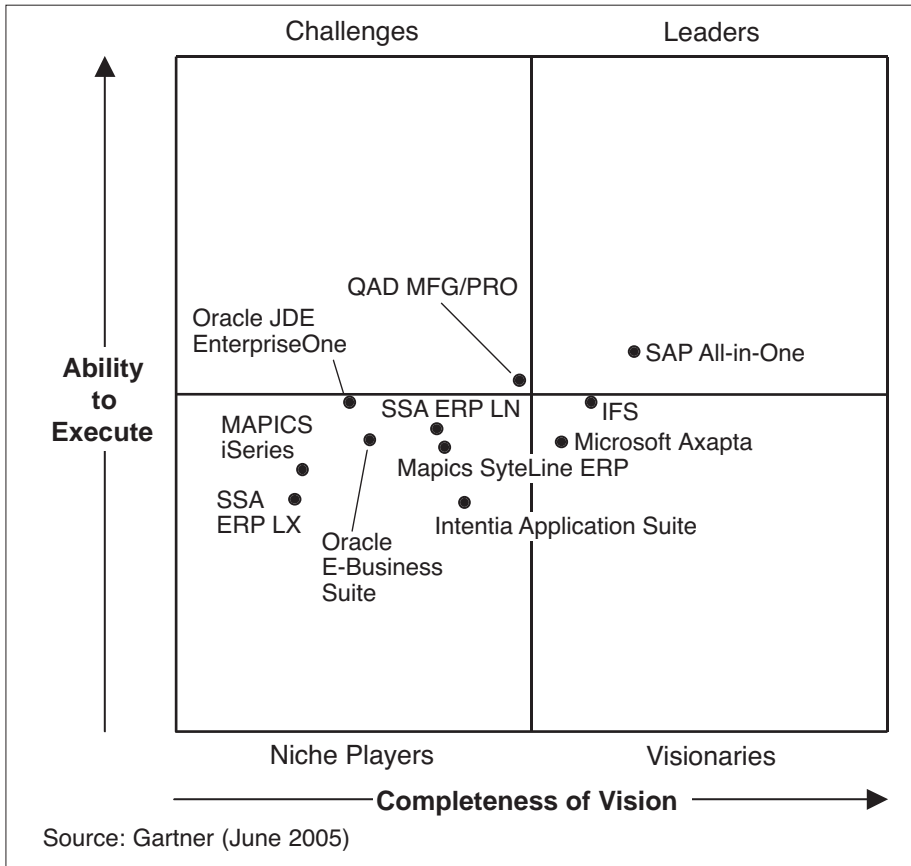 Challenges
Leaders
QAD MFG/PRO
Oracle JDE
EnterpriseOne
SAP All-in-One
Ability
to
Execute
SSA ERP LN
IFS
MAPICS
iSeries
Microsoft Axapta
Mapics SyteLine ERP
SSA
ERP LX
Intentia Application Suite
Oracle
E-Business
Suite
Niche Players
Visionaries
Completeness of Vision
Source: Gartner (June 2005)